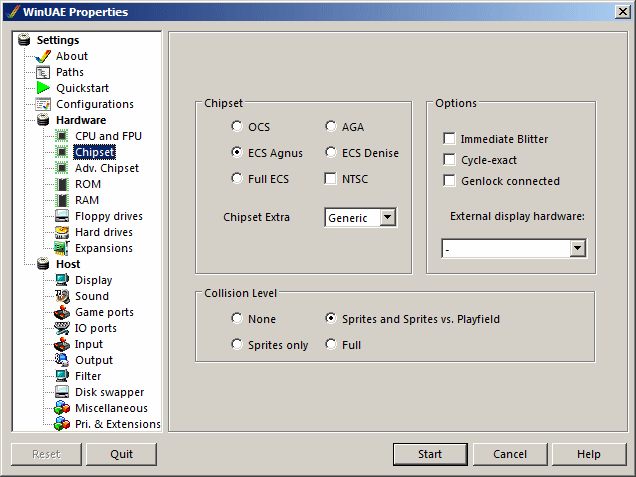 WinUAE Properties
Settings
About
Paths
Quickstart
Configurations
Hardware
CPU and FPU
Chipset
Adv. Chipset
ROM
RAM
Floppy drives
Hard drives
Expansions
Host
Display
Sound
Game ports
IO ports
Input
Output
Filter
Disk swapper
Miscellaneous
Pri. & Extensions
Chipset
OCS
AGA
ECS Agnus
ECS Denise
Full ECS
NTSC
Chipset Extra
Generic
Options
Immediate Blitter
Cycle-exact
Genlock connected
External display hardware:
-
Collision Level
None
Sprites and Sprites vs. Playfield
Sprites only
Full
Reset
Quit
Start
Cancel
Help